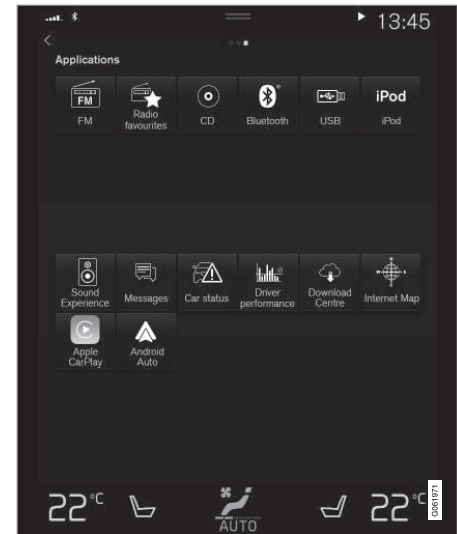 13:45
Applications
FM
iPod
FM
Radio
favourites
CD
Bluetooth
USB
iPod
Sound
Experience
Messages
Car status
Driver
performance
Download
Centre
Internet Map
Apple
CarPlay
Android
Auto
22°C
22°C
AUTO
G061971